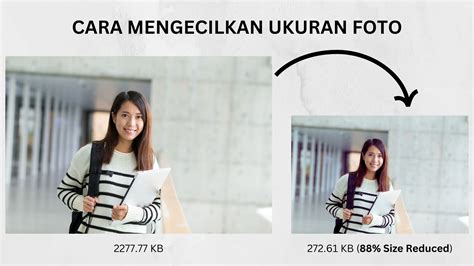 CARA MENGECILKAN UKURAN FOTO
2277.77 KB
272.61 KB (88% Size Reduced)